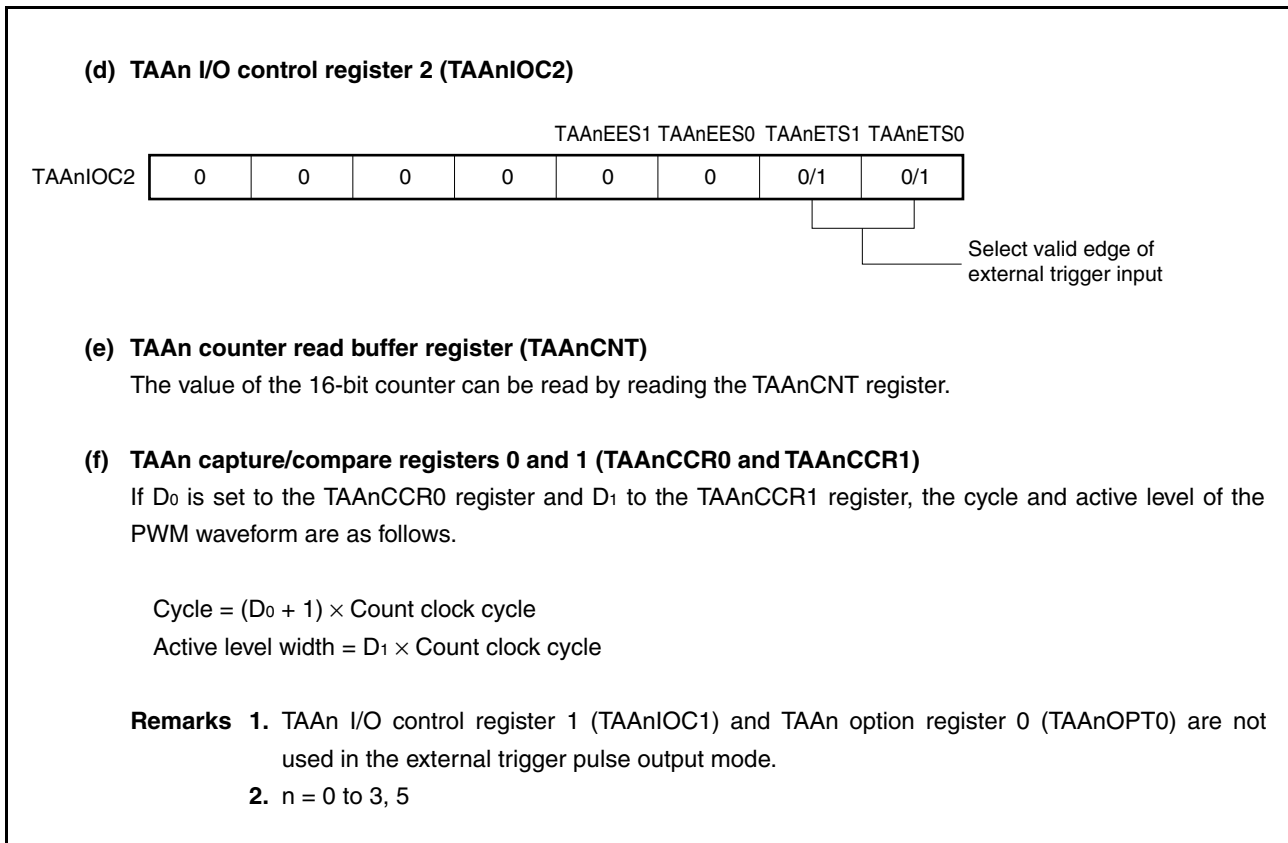 (d) TAAn I/O control register 2 (TAAnIOC2)
TAAnEES1 TAAnEES0 TAAnETS1 TAAnETS0
TAAnIOC2 0 0 0 0 0 0 0/1 0/1
Select valid edge of
external trigger input
(e) TAAn counter read buffer register (TAAnCNT)
The value of the 16-bit counter can be read by reading the TAAnCNT register.
(f) TAAn capture/compare registers 0 and 1 (TAAnCCR0 and TAAnCCR1)
If D0 is set to the TAAnCCR0 register and D1 to the TAAnCCR1 register, the cycle and active level of the
PWM waveform are as follows.
Cycle = (D0 + 1) × Count clock cycle
Active level width = D1 × Count clock cycle
Remarks 1. TAAn I/O control register 1 (TAAnIOC1) and TAAn option register 0 (TAAnOPT0) are not
used in the external trigger pulse output mode.
2. n = 0 to 3, 5